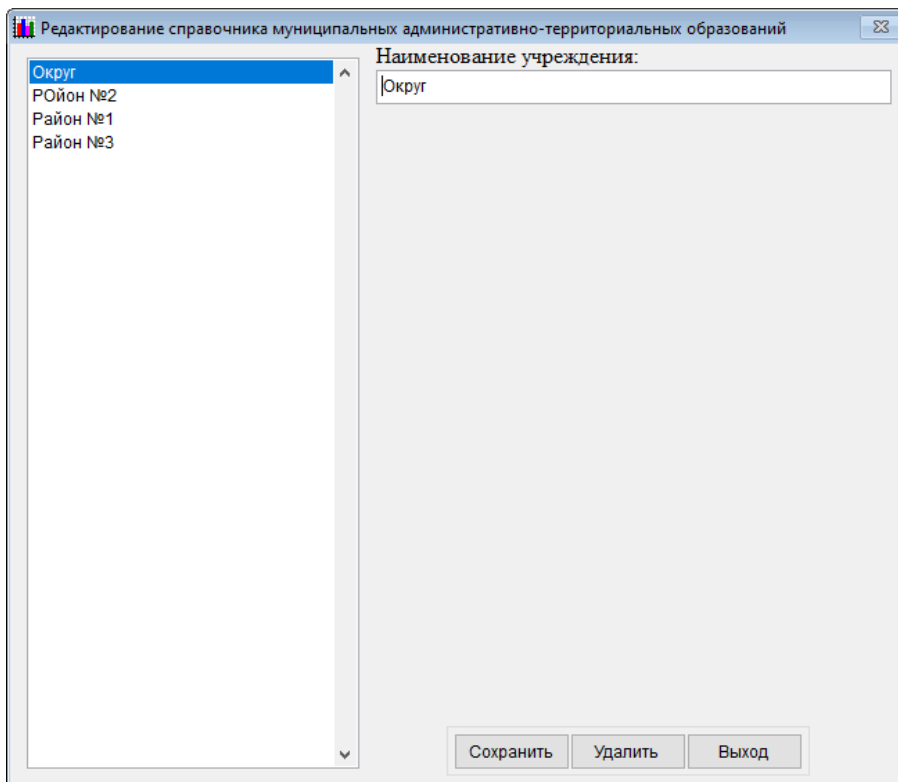 Редактирование справочника муниципальных административно-территориальных образований
Округ
РОйон №2
Район №1
Район №3
Наименование учреждения:
Округ
Сохранить
Удалить
Выход